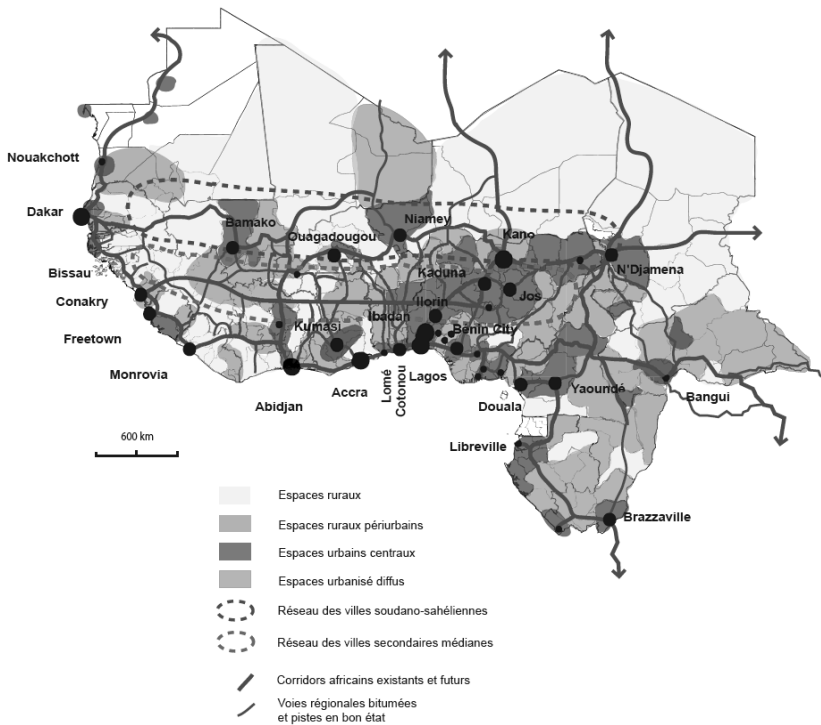 Nouakchott
Dakar
Bamako
Niamey
Ouagadougou
Kano
N'Djamena
Bissau
Kaduna
Jos
Conakry
Ilorin
Ibadan
Kumasi
Benin City
Freetown
Monrovia
Abidjan
Accra
Lomé
Cotonou
Lagos
Douala
Yaoundé
Bangui
Libreville
Brazzaville
600 km
Espaces ruraux
Espaces ruraux périurbains
Espaces urbains centraux
Espaces urbanisé diffus
Réseau des villes soudano-sahéliennes
Réseau des villes secondaires médianes
Corridors africains existants et futurs
Voies régionales bitumées
et pistes en bon état